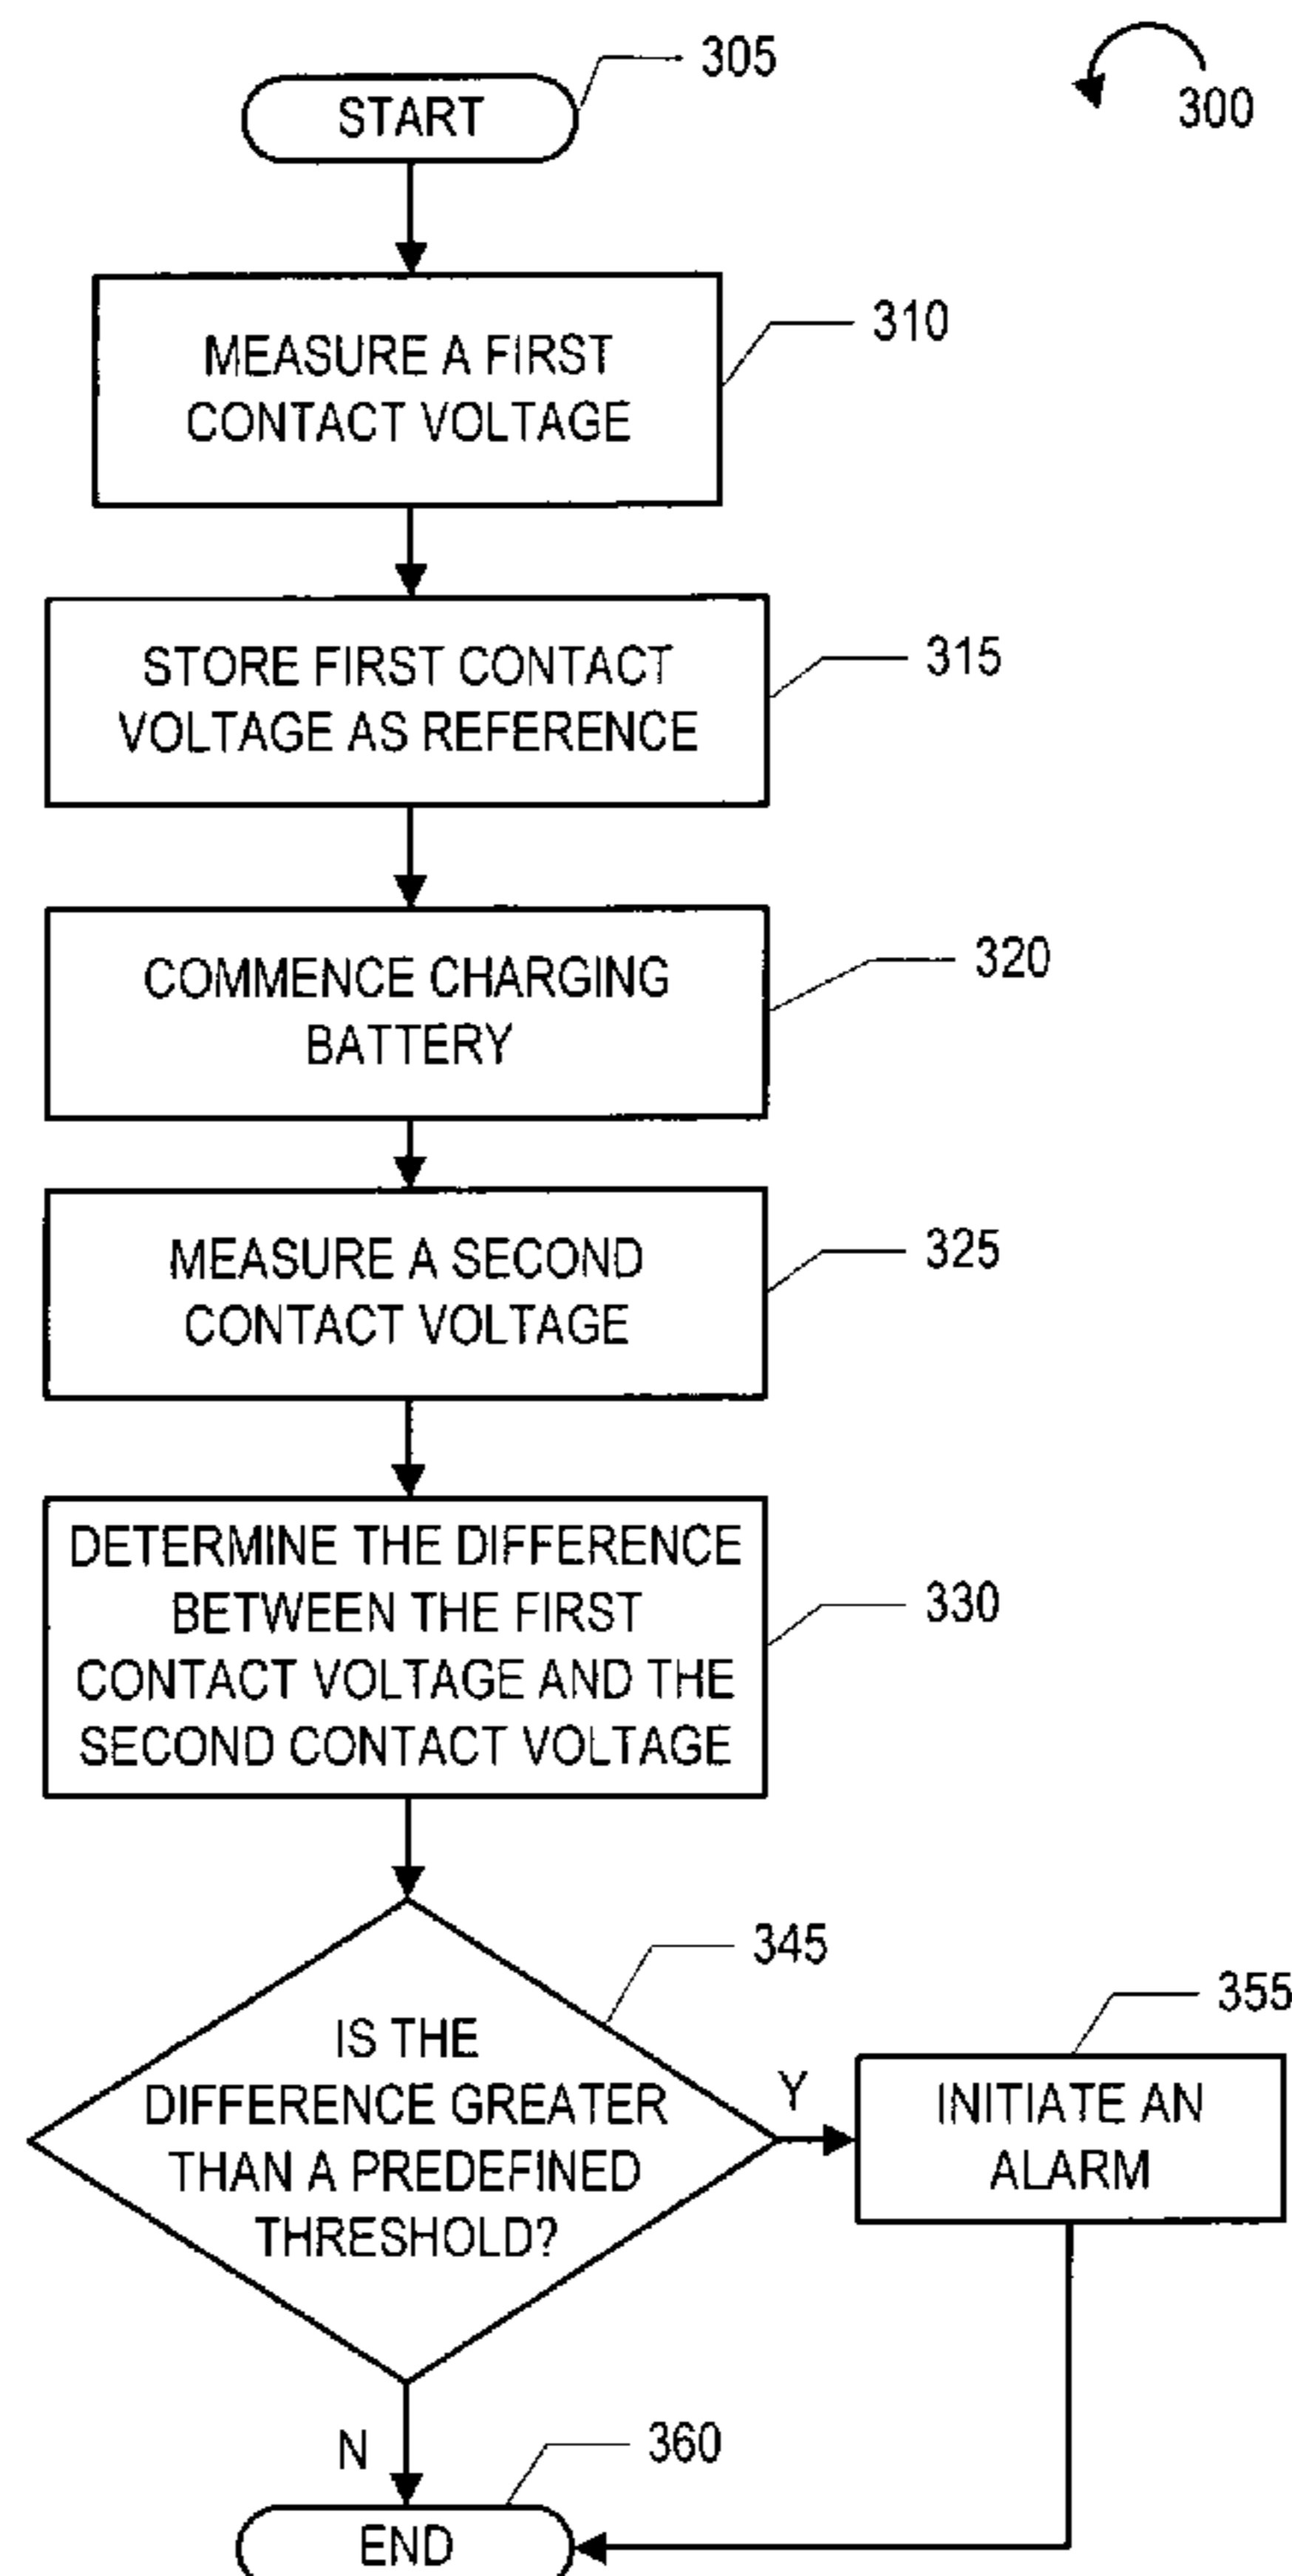 305
300
START
310
MEASURE A FIRST
CONTACT VOLTAGE
315
STORE FIRST CONTACT
VOLTAGE AS REFERENCE
320
COMMENCE CHARGING
BATTERY
325
MEASURE A SECOND
CONTACT VOLTAGE
330
DETERMINE THE DIFFERENCE
BETWEEN THE FIRST
CONTACT VOLTAGE AND THE
SECOND CONTACT VOLTAGE
345
355
IS THE
DIFFERENCE GREATER
THAN A PREDEFINED
THRESHOLD?
Y
INITIATE AN
ALARM
N
360
END